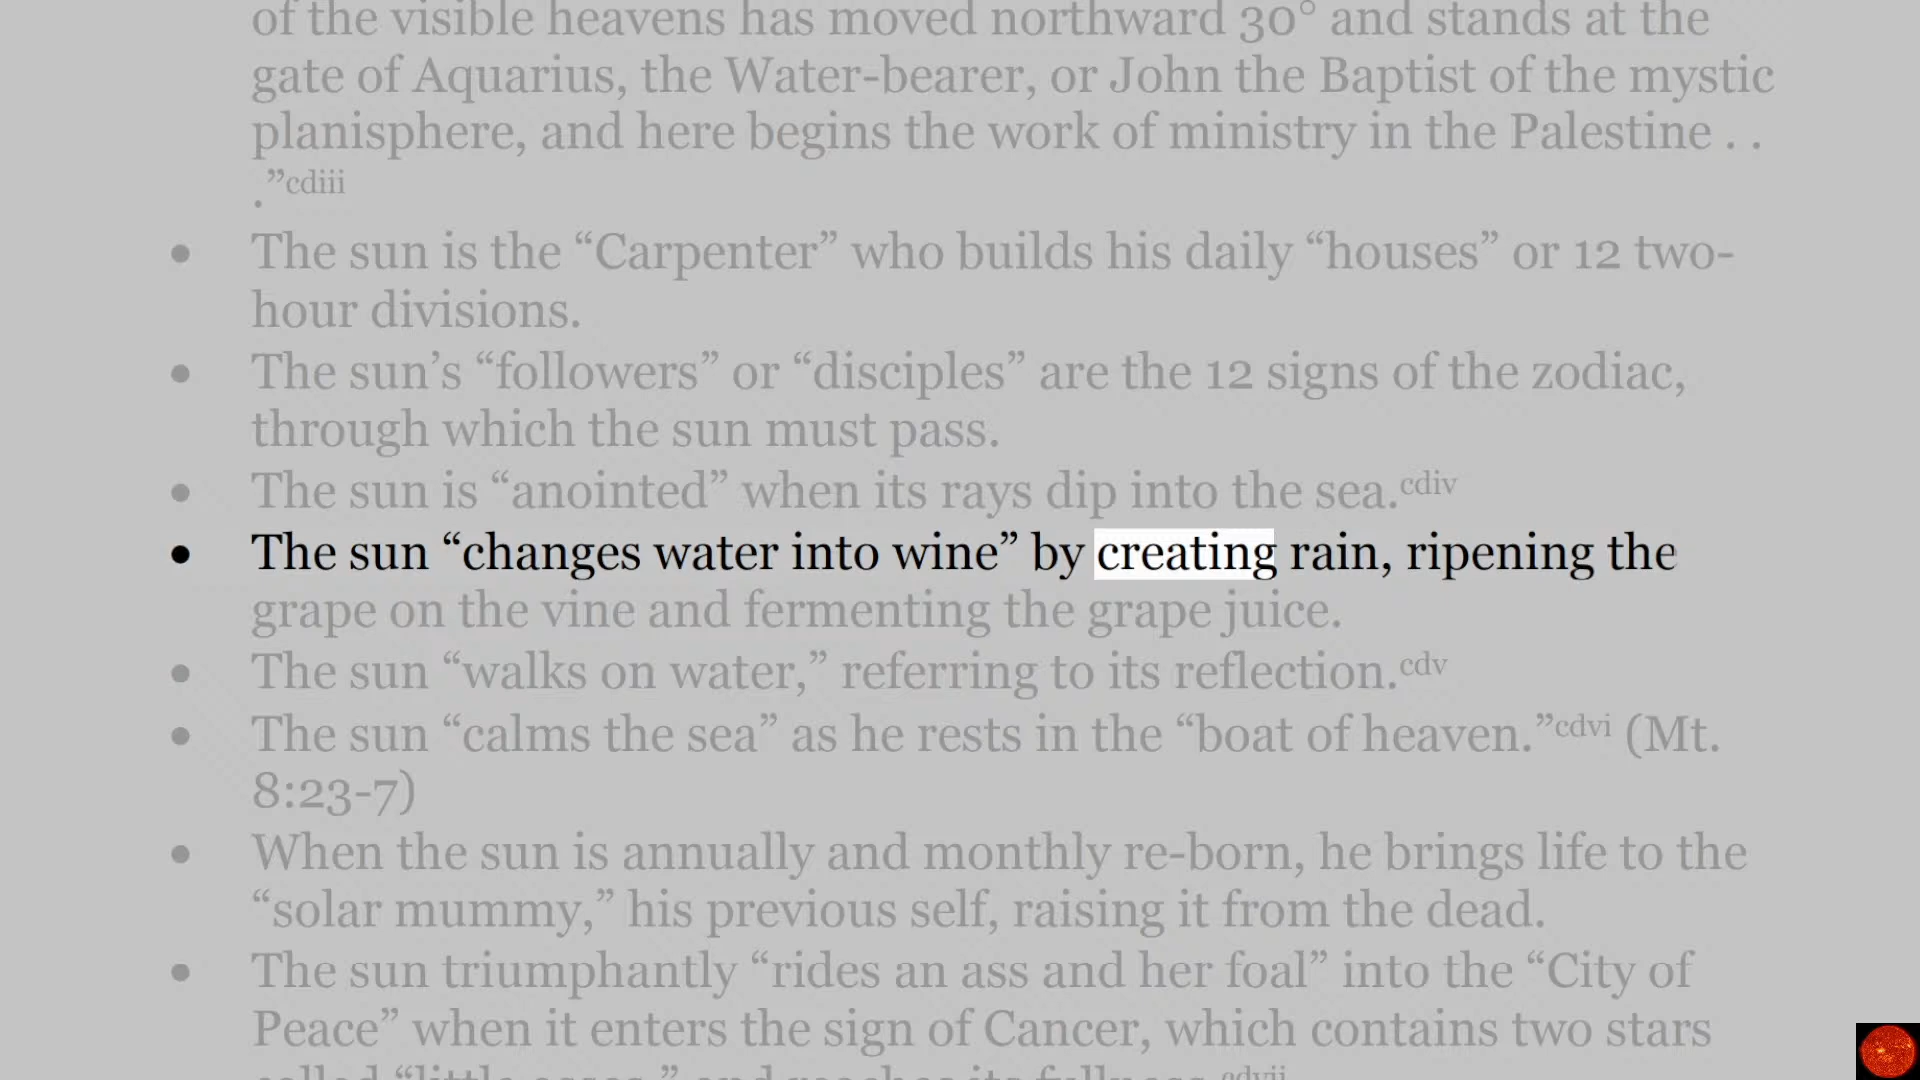 of the visible heavens has moved northward 30° and stands at the
gate of Aquarius, the Water-bearer, or John the Baptist of the mystic
planisphere, and here begins the work of ministry in the Palestine . .
.”cdiii
• The sun is the “Carpenter” who builds his daily “houses” or 12 two-
hour divisions.
• The sun’s “followers” or “disciples” are the 12 signs of the zodiac,
through which the sun must pass.
• The sun is “anointed” when its rays dip into the sea.cdiv
• The sun “changes water into wine” by creating rain, ripening the
grape on the vine and fermenting the grape juice.
• The sun “walks on water,” referring to its reflection.cdv
• The sun “calms the sea” as he rests in the “boat of heaven.”cdvi (Mt.
8:23-7)
• When the sun is annually and monthly re-born, he brings life to the
“solar mummy,” his previous self, raising it from the dead.
• The sun triumphantly “rides an ass and her foal” into the “City of
Peace” when it enters the sign of Cancer, which contains two stars
called “little asses,” and reaches its fullness.cdvii